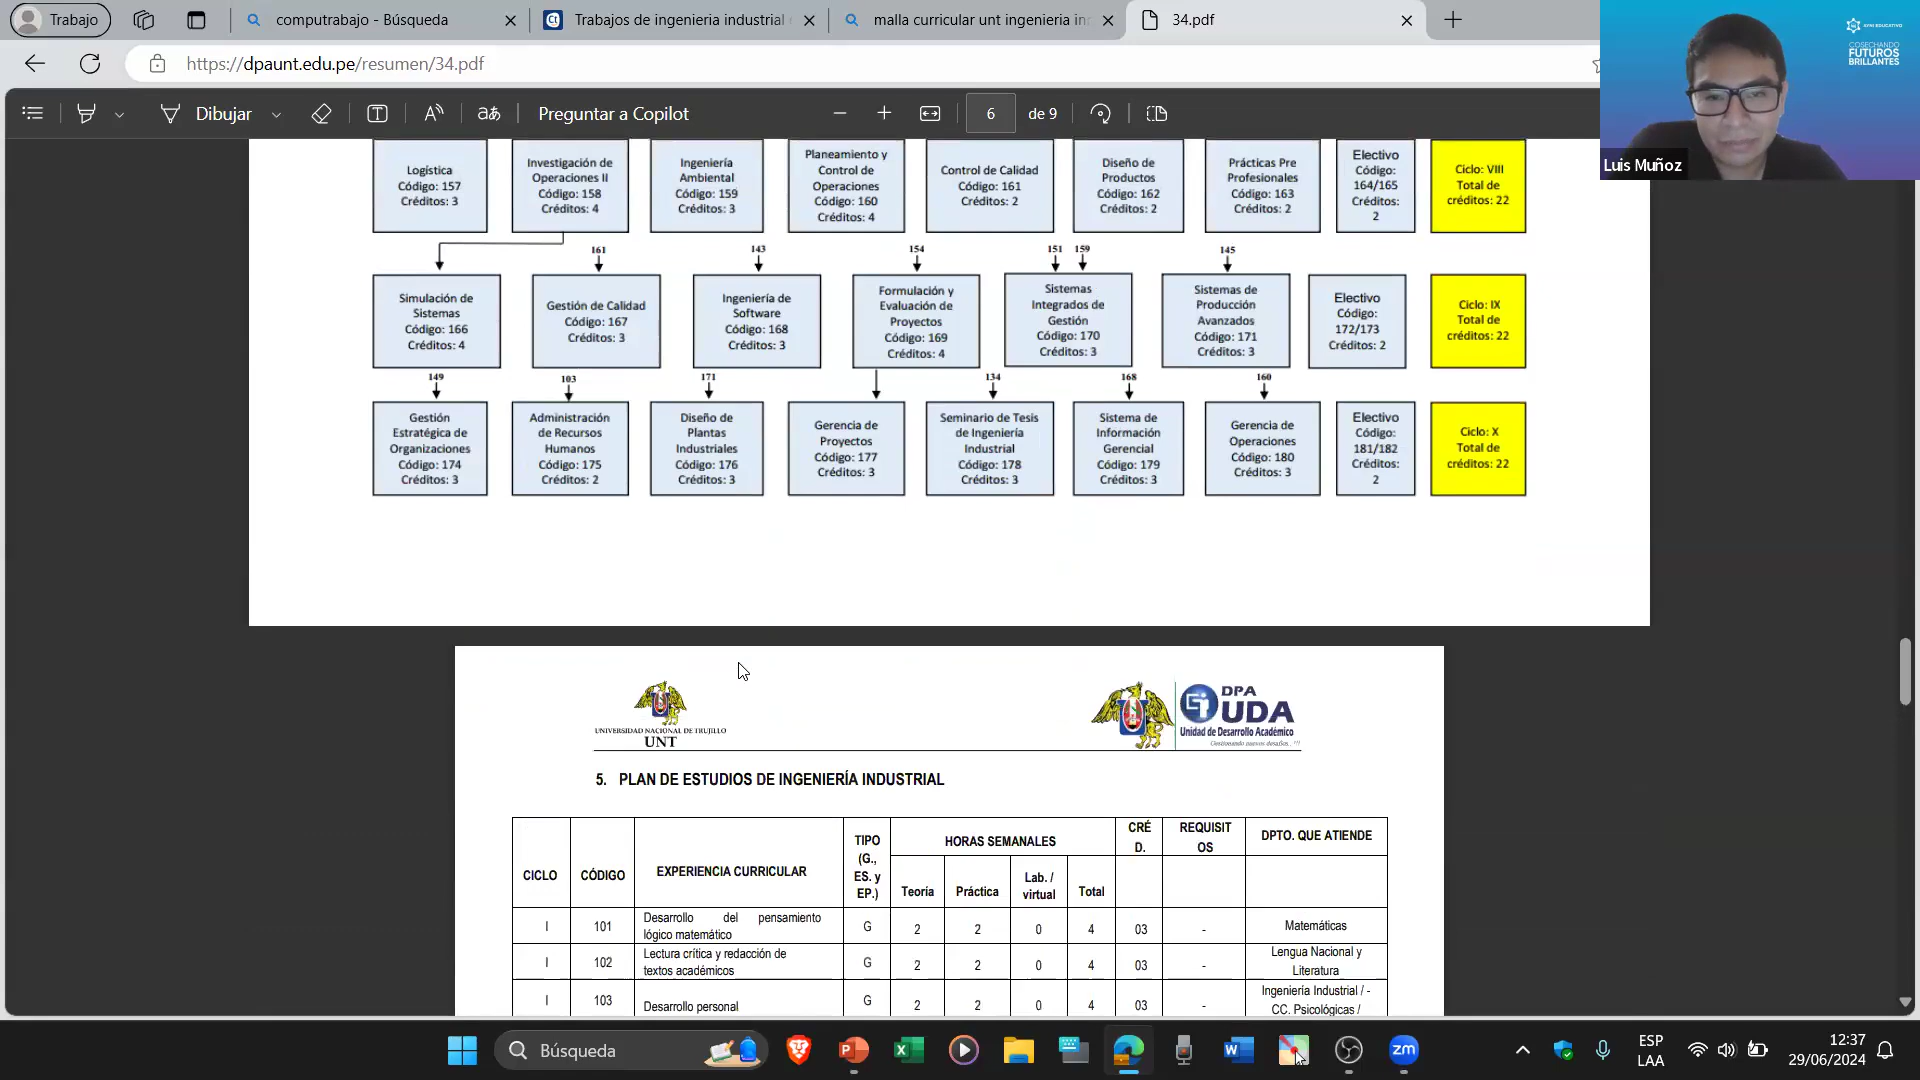 Trabajo
computrabajo - Búsqueda
Trabajos de ingenieria industrial
malla curricular unt ingenieria in
34.pdf
https://dpaunt.edu.pe/resumen/34.pdf
Dibujar
Preguntar a Copilot
6
de 9
COSECHANDO
FUTUROS
BRILLANTES
Luis Muñoz
Logística
Código: 157
Créditos: 3
Investigación de
Operaciones II
Código: 158
Créditos: 4
Ingeniería
Ambiental
Código: 159
Créditos: 3
Planeamiento y
Control de
Operaciones
Código: 160
Créditos: 4
Control de Calidad
Código: 161
Créditos: 2
Diseño de
Productos
Código: 162
Créditos: 2
Prácticas Pre
Profesionales
Código: 163
Créditos: 2
Electivo
Código:
164/165
Créditos:
2
Ciclo: VIII
Total de
créditos: 22
161
143
154
151
159
145
Simulación de
Sistemas
Código: 166
Créditos: 4
Gestión de Calidad
Código: 167
Créditos: 3
Ingeniería de
Software
Código: 168
Créditos: 3
Formulación y
Evaluación de
Proyectos
Código: 169
Créditos: 4
Sistemas
Integrados de
Gestión
Código: 170
Créditos: 3
Sistemas de
Producción
Avanzados
Código: 171
Créditos: 3
Electivo
Código:
172/173
Créditos: 2
Ciclo: IX
Total de
créditos: 22
149
103
171
134
168
160
Gestión
Estratégica de
Organizaciones
Código: 174
Créditos: 3
Administración
de Recursos
Humanos
Código: 175
Créditos: 2
Diseño de
Plantas
Industriales
Código: 176
Créditos: 3
Gerencia de
Proyectos
Código: 177
Créditos: 3
Seminario de Tesis
de Ingeniería
Industrial
Código: 178
Créditos: 3
Sistema de
Información
Gerencial
Código: 179
Créditos: 3
Gerencia de
Operaciones
Código: 180
Créditos: 3
Electivo
Código:
181/182
Créditos:
2
Ciclo: X
Total de
créditos: 22
UNIVERSIDAD NACIONAL DE TRUJILLO
UNT
DPA
UDA
Unidad de Desarrollo Académico
5. PLAN DE ESTUDIOS DE INGENIERÍA INDUSTRIAL
CICLO
CÓDIGO
EXPERIENCIA CURRICULAR
TIPO
(G.,
ES. y
EP.)
HORAS SEMANALES
Teoría
Práctica
Lab. /
virtual
Total
CRÉ
D.
REQUISIT
OS
DPTO. QUE ATIENDE
I 101 Desarrollo del pensamiento
lógico matemático G 2 2 0 4 03 - Matemáticas
I 102 Lectura crítica y redacción de
textos académicos G 2 2 0 4 03 - Lengua Nacional y
Literatura
I 103 Desarrollo personal G 2 2 0 4 03 - Ingeniería Industrial / -
CC. Psicológicas /
Búsqueda
zm
ESP
LAA
12:37
29/06/2024